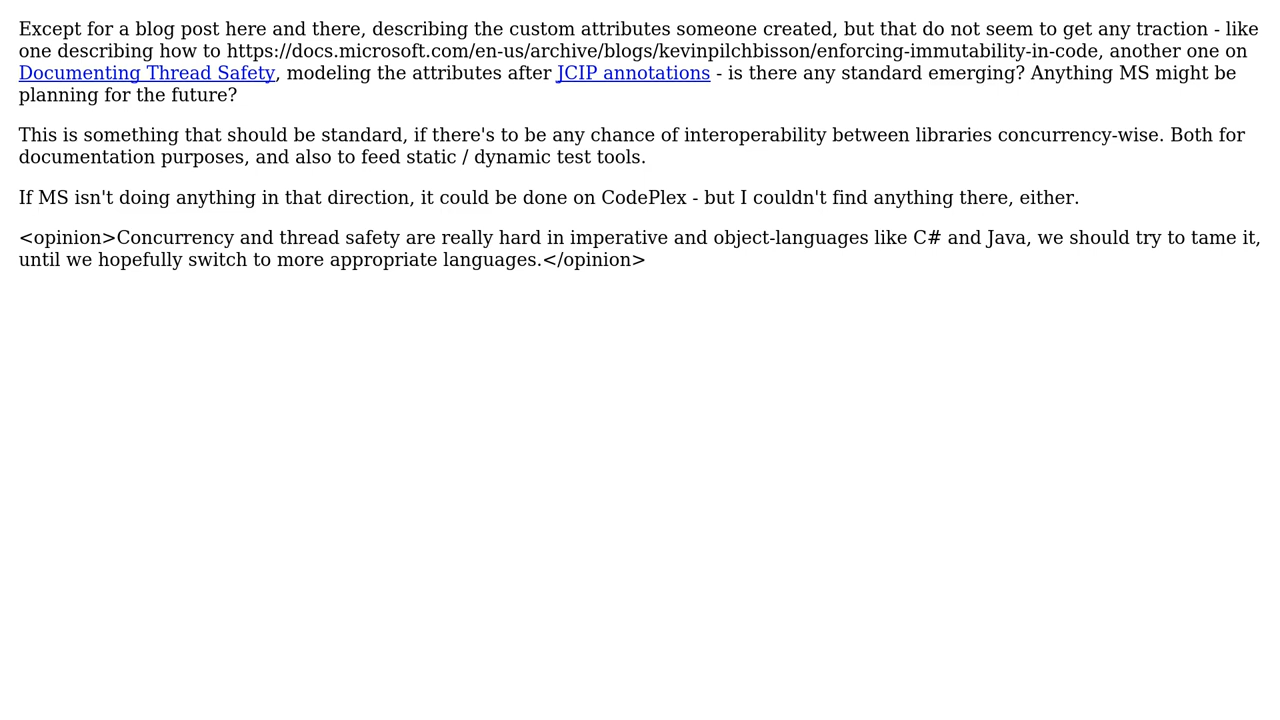 Except for a blog post here and there, describing the custom attributes someone created, but that do not seem to get any traction - like
one describing how to https://docs.microsoft.com/en-us/archive/blogs/kevinpilchbisson/enforcing-immutability-in-code, another one on
Documenting Thread Safety, modeling the attributes after JCIP annotations - is there any standard emerging? Anything MS might be
planning for the future?
This is something that should be standard, if there's to be any chance of interoperability between libraries concurrency-wise. Both for
documentation purposes, and also to feed static / dynamic test tools.
If MS isn't doing anything in that direction, it could be done on CodePlex - but I couldn't find anything there, either.
<opinion>Concurrency and thread safety are really hard in imperative and object-languages like C# and Java, we should try to tame it,
until we hopefully switch to more appropriate languages.</opinion>